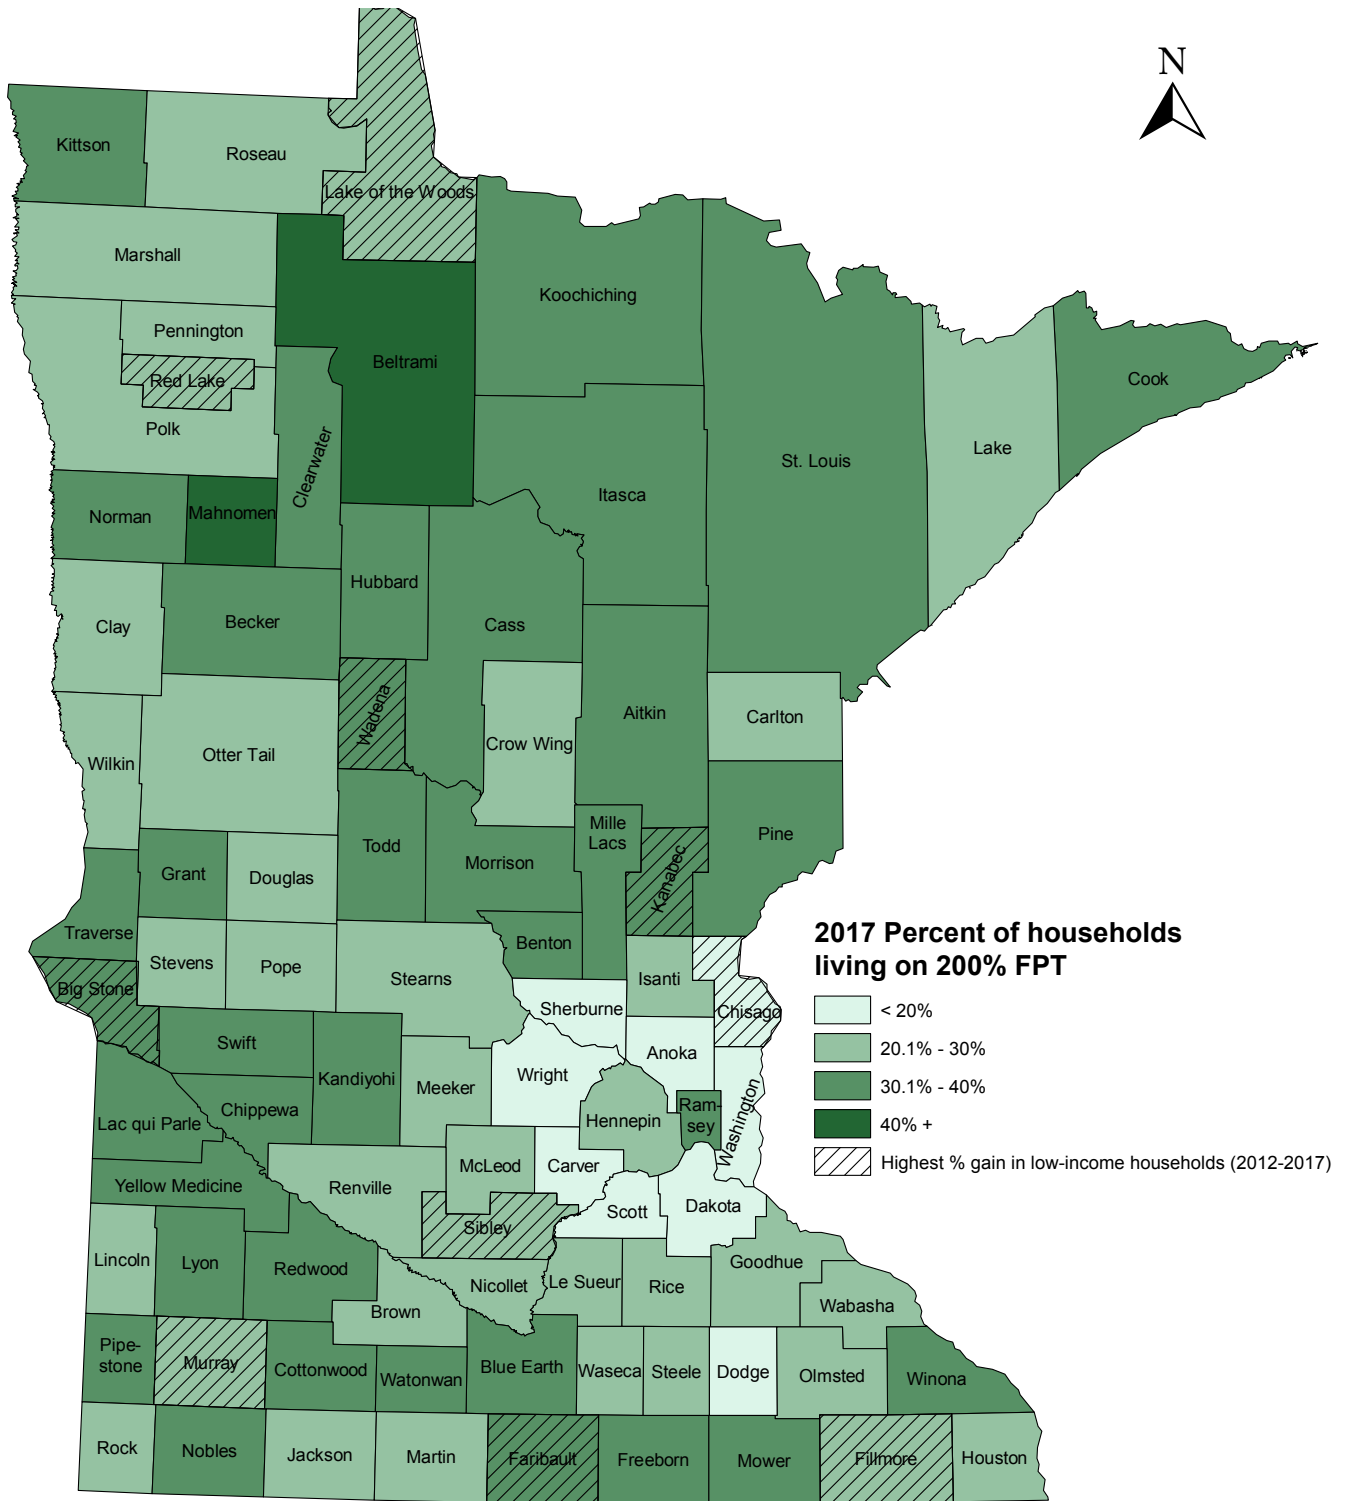 N
Kittson
Roseau
Lake of the Woods
Marshall
Koochiching
Pennington
Beltrami
Red Lake
Cook
Polk
Lake
Clearwater
St. Louis
Itasca
Norman
Mahnomen
Hubbard
Becker
Clay
Cass
Wadena
Aitkin
Carlton
Crow Wing
Otter Tail
Wilkin
Mille
Lacs
Pine
Todd
Morrison
Kanabec
Grant
Douglas
Traverse
Benton
Stevens
Pope
Stearns
Isanti
Big Stone
Sherburne
Chisago
2017 Percent of households
living on 200% FPT
< 20%
20.1% - 30%
30.1% - 40%
40% +
Highest % gain in low-income households (2012-2017)
Swift
Anoka
Wright
Kandiyohi
Meeker
Chippewa
Ram-
sey
Hennepin
Washington
Lac qui Parle
McLeod
Carver
Yellow Medicine
Renville
Dakota
Scott
Sibley
Lincoln
Lyon
Redwood
Goodhue
Nicollet
Le Sueur
Rice
Brown
Wabasha
Pipe-
stone
Murray
Cottonwood
Watonwan
Blue Earth
Waseca
Steele
Dodge
Olmsted
Winona
Rock
Nobles
Jackson
Martin
Faribault
Freeborn
Mower
Fillmore
Houston